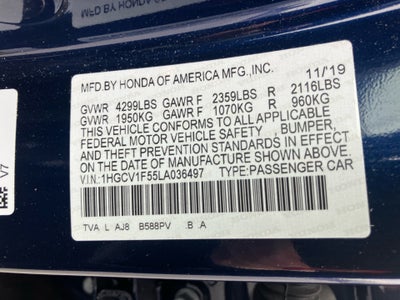 MFD.BY HONDA OF AMERICA MFG.,INC.
11/19
GVWR 4299LBS GAWR F 2359LBS R 2116LBS
GVWR 1950KG GAWR F 1070KG R 960KG
THIS VEHICLE CONFORMS TO ALL APPLICABLE
FEDERAL MOTOR VEHICLE SAFETY , BUMPER,
AND THEFT PREVENTION STANDARDS IN EFFECT
ON THE DATE OF MANUFACTURE SHOWN ABOVE.
V.I.N:1HGCV1F55LA036497 TYPE:PASSENGER CAR
TVA L AJ8 B588PV .B .A
V7